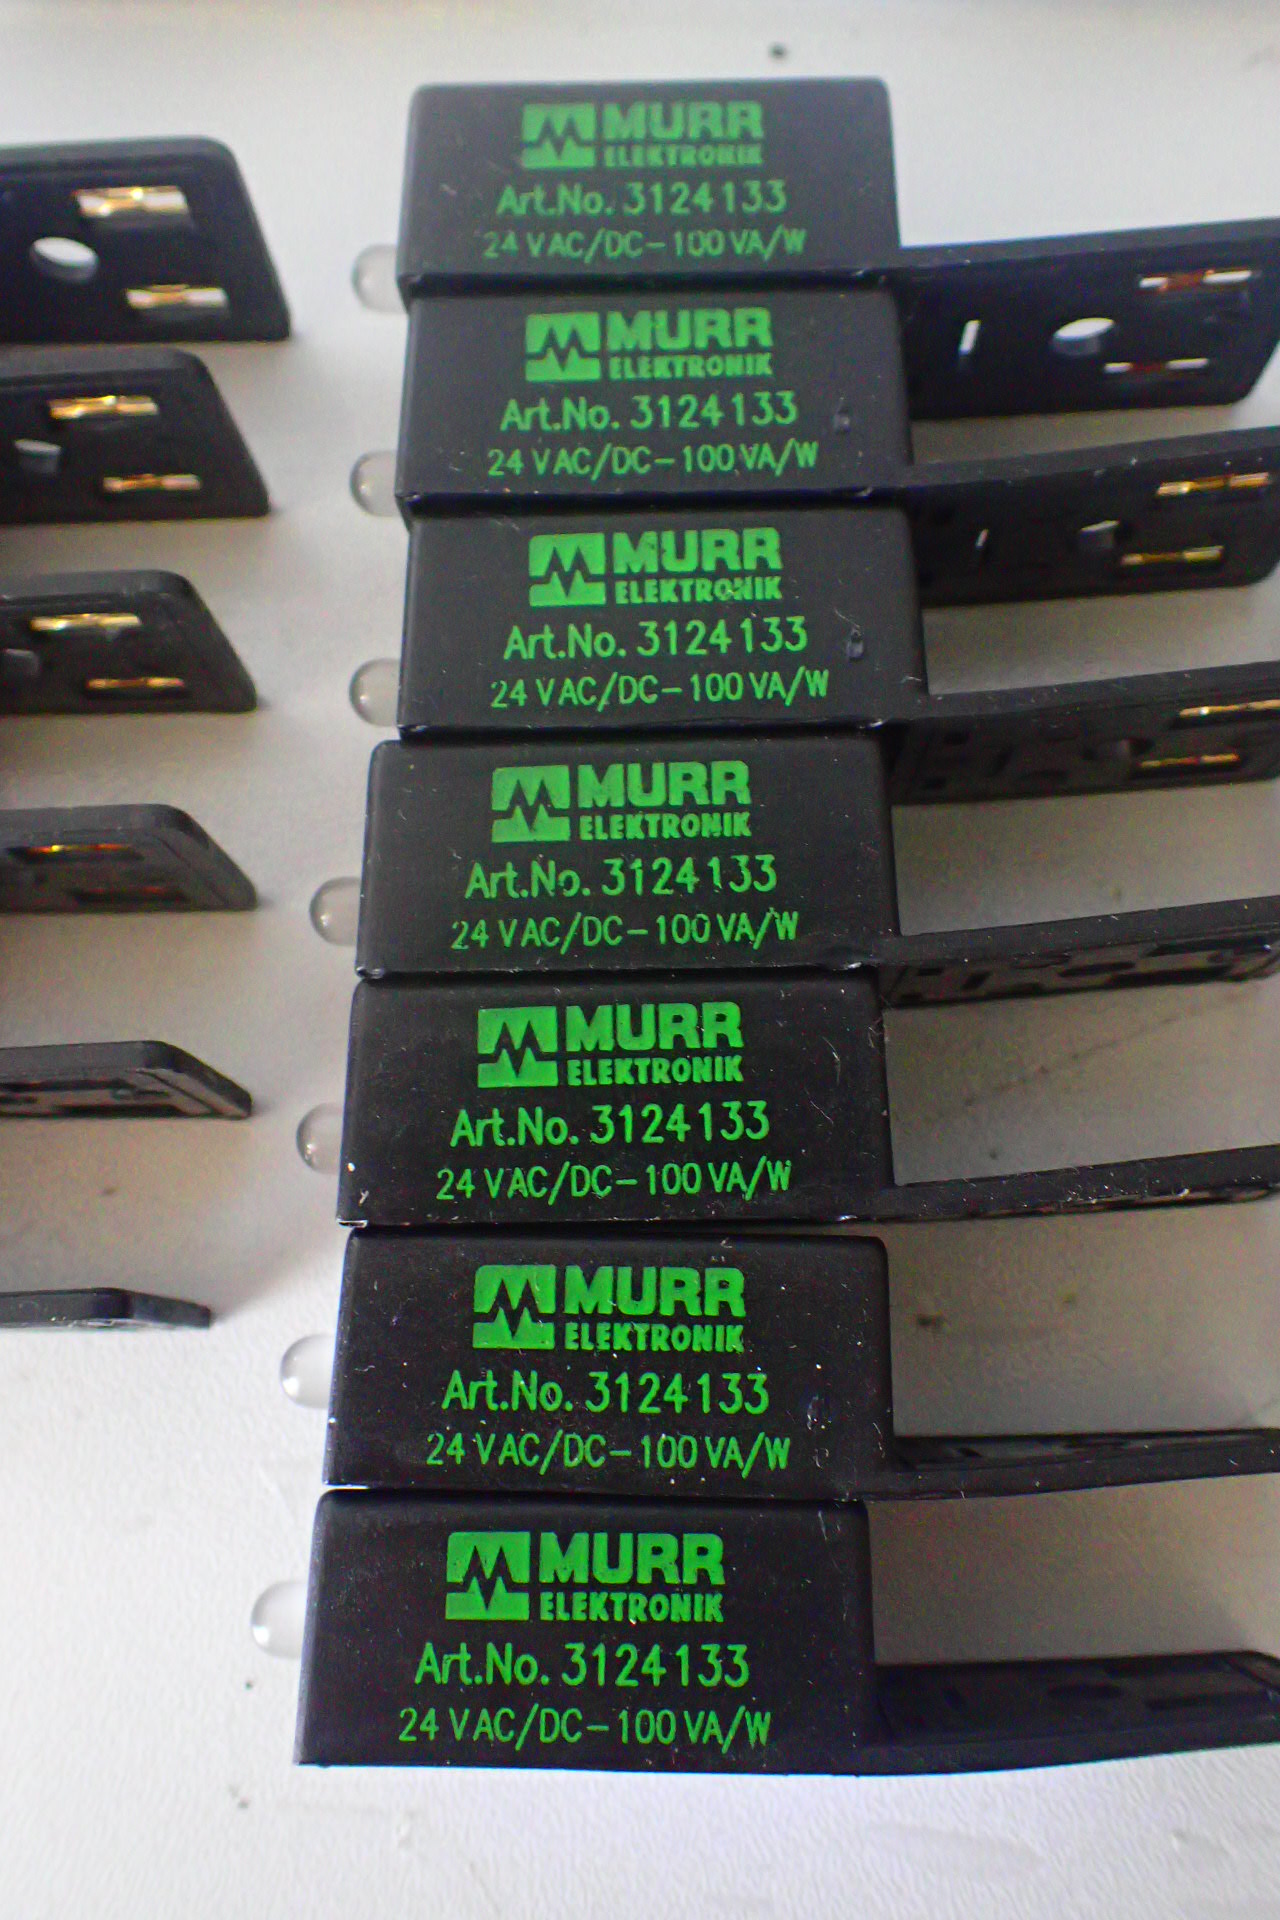 MURR
ELEKTRONIK
Art.No. 3124133
24 VAC/DC-100 VA/W
MURR
ELEKTRONIK
Art.No. 3124133
24 VAC/DC-100 VA/W
MURR
ELEKTRONIK
Art.No. 3124133
24 VAC/DC-100 VA/W
MURR
ELEKTRONIK
Art.No. 3124133
24 VAC/DC-100 VA/W
MURR
ELEKTRONIK
Art.No. 3124133
24 VAC/DC-100 VA/W
MURR
ELEKTRONIK
Art.No. 3124133
24 VAC/DC-100 VA/W
MURR
ELEKTRONIK
Art.No. 3124133
24 VAC/DC-100 VA/W